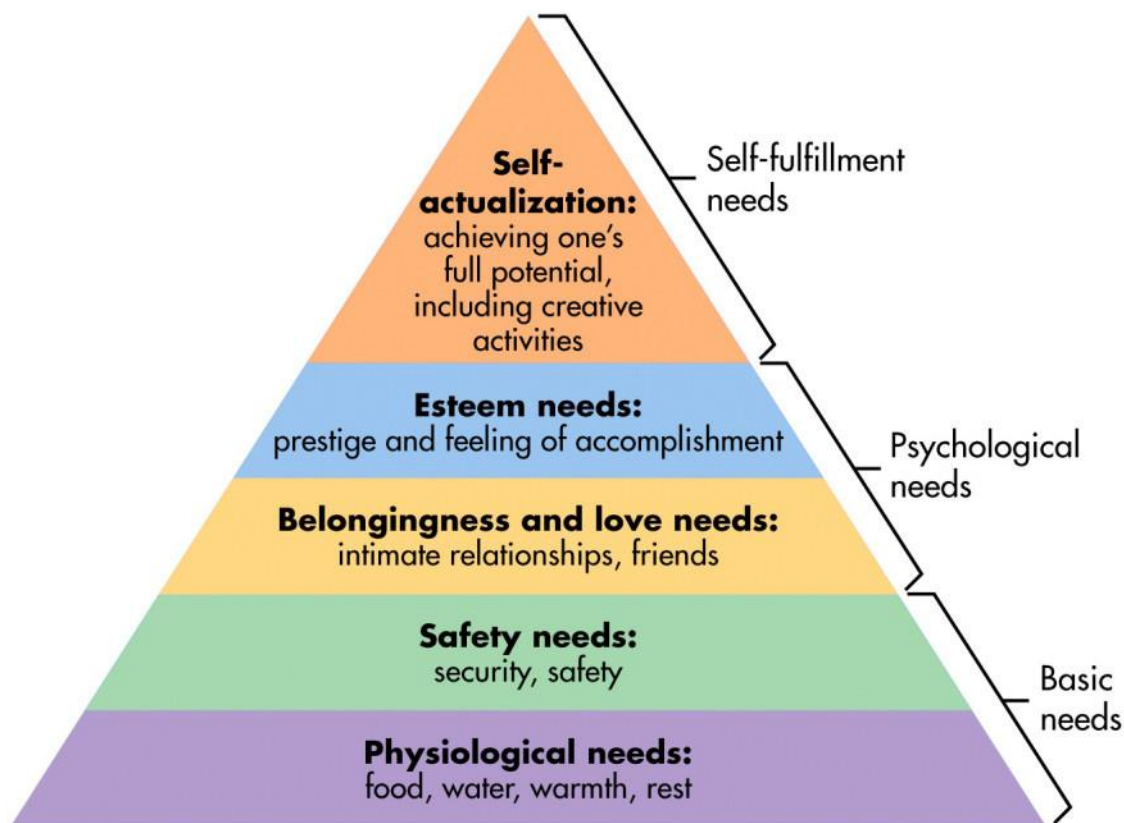 Self-
actualization:
achieving one's
full potential,
including creative
activities
Self-fulfillment
needs
Esteem needs:
prestige and feeling of accomplishment
Psychological
needs
Belongingness and love needs:
intimate relationships, friends
Safety needs:
security, safety
Basic
needs
Physiological needs:
food, water, warmth, rest